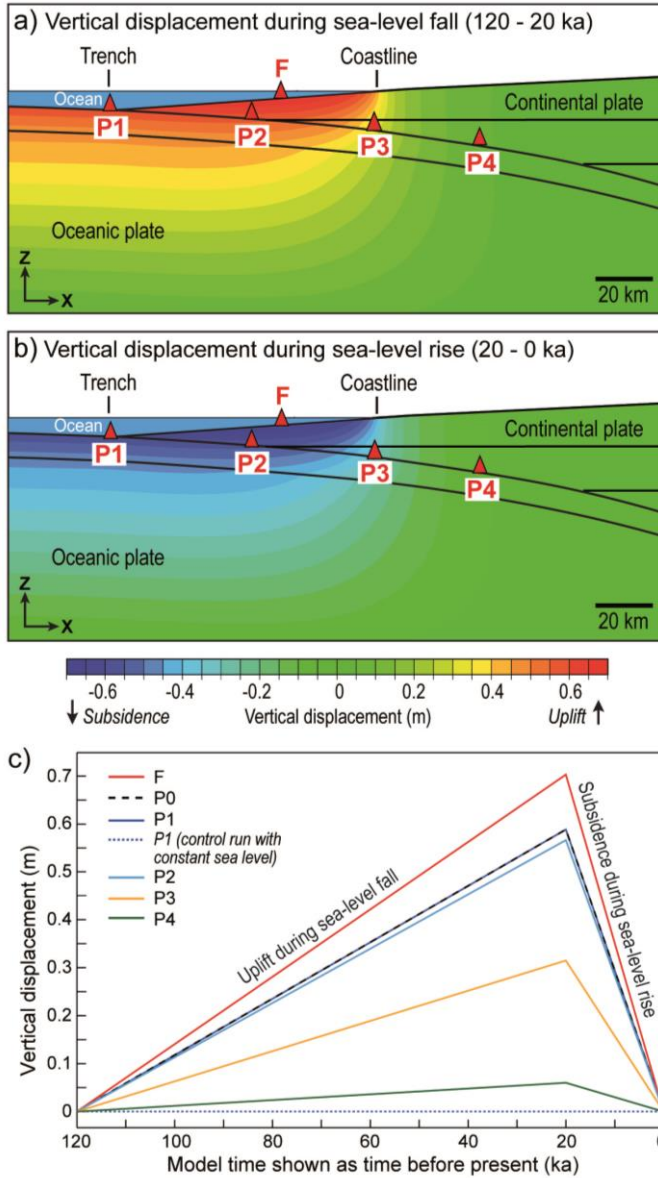 a) Vertical displacement during sea-level fall (120 - 20 ka)
Trench
F
Coastline
Ocean
Continental plate
P1
P2
P3
P4
Oceanic plate
z
x
20 km
b) Vertical displacement during sea-level rise (20 - 0 ka)
Trench
F
Coastline
Ocean
Continental plate
P1
P2
P3
P4
Oceanic plate
z
x
20 km
-0.6 -0.4 -0.2 0 0.2 0.4 0.6
↓ Subsidence Vertical displacement (m) Uplift ↑
c)
0.7
0.6
0.5
0.4
0.3
0.2
0.1
0
Vertical displacement (m)
F
P0
P1
P1 (control run with
constant sea level)
P2
P3
P4
Uplift during sea-level fall
Subsidence during sea-level rise
120 100 80 60 40 20
Model time shown as time before present (ka)